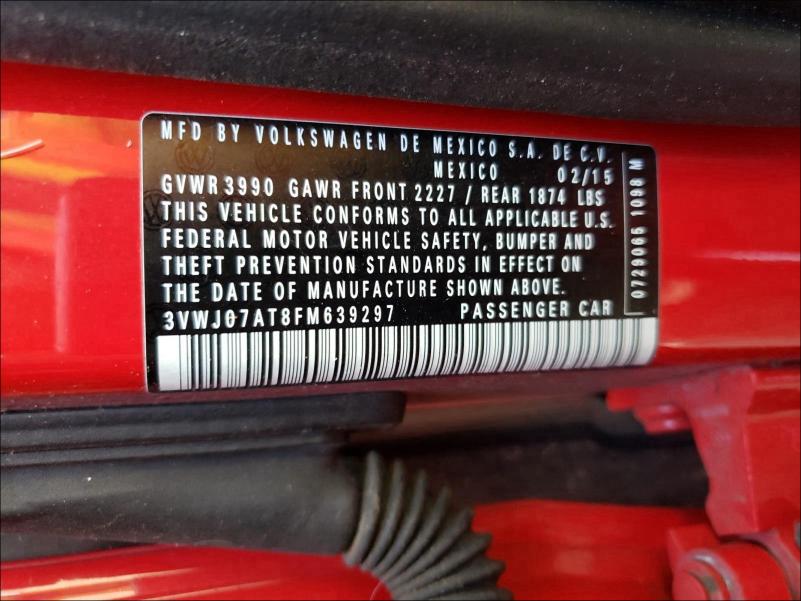 MFD BY VOLKSWAGEN DE MEXICO S.A. DE C.V.
MEXICO 02/15
GVWR 3990 GAWR FRONT 2227 / REAR 1874 LBS
THIS VEHICLE CONFORMS TO ALL APPLICABLE U.S.
FEDERAL MOTOR VEHICLE SAFETY, BUMPER AND
THEFT PREVENTION STANDARDS IN EFFECT ON
THE DATE OF MANUFACTURE SHOWN ABOVE.
3VWJ07AT8FM639297 PASSENGER CAR
0729065 1098 M